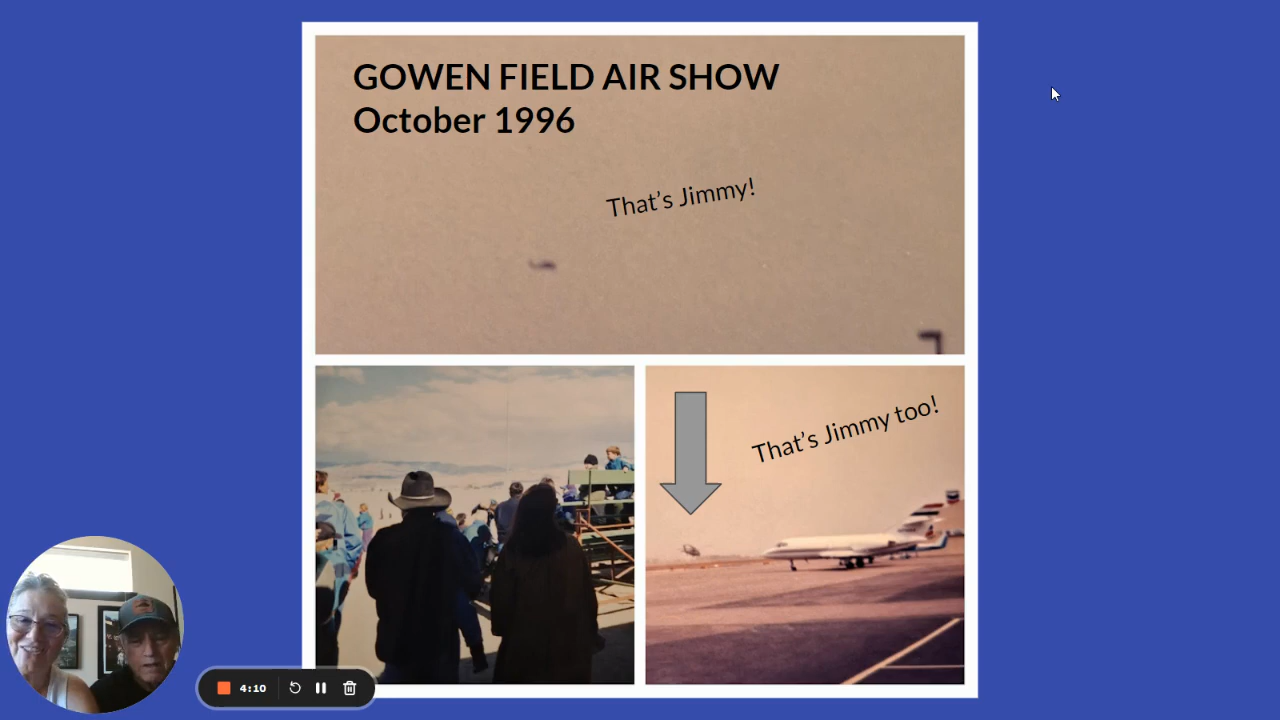 GOWEN FIELD AIR SHOW
October 1996
That's Jimmy!
That's Jimmy too!
4:10